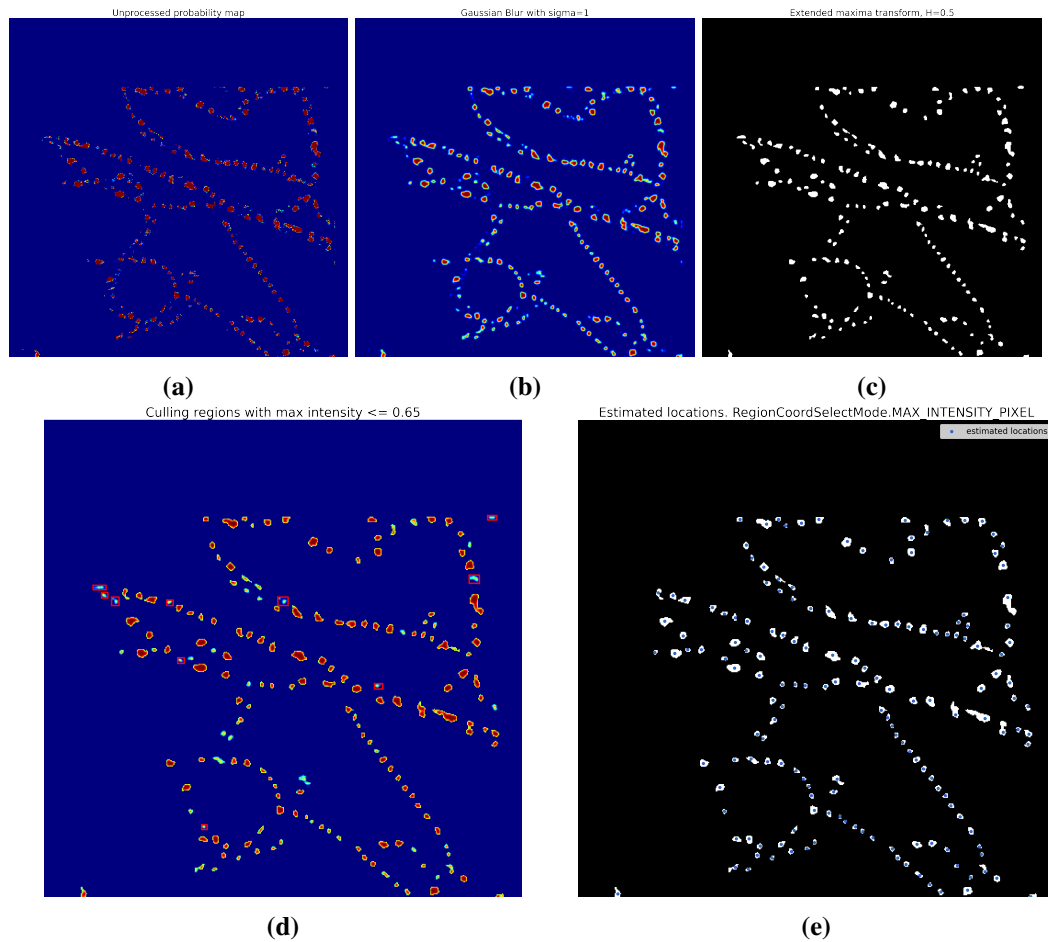 Unprocessed probability map
Gaussian Blur with sigma=1
Extended maxima transform, H=0.5
(a)
(b)
(c)
Culling regions with max intensity <= 0.65
Estimated locations. RegionCoordSelectMode.MAX_INTENSITY_PIXEL
estimated locations
(d)
(e)